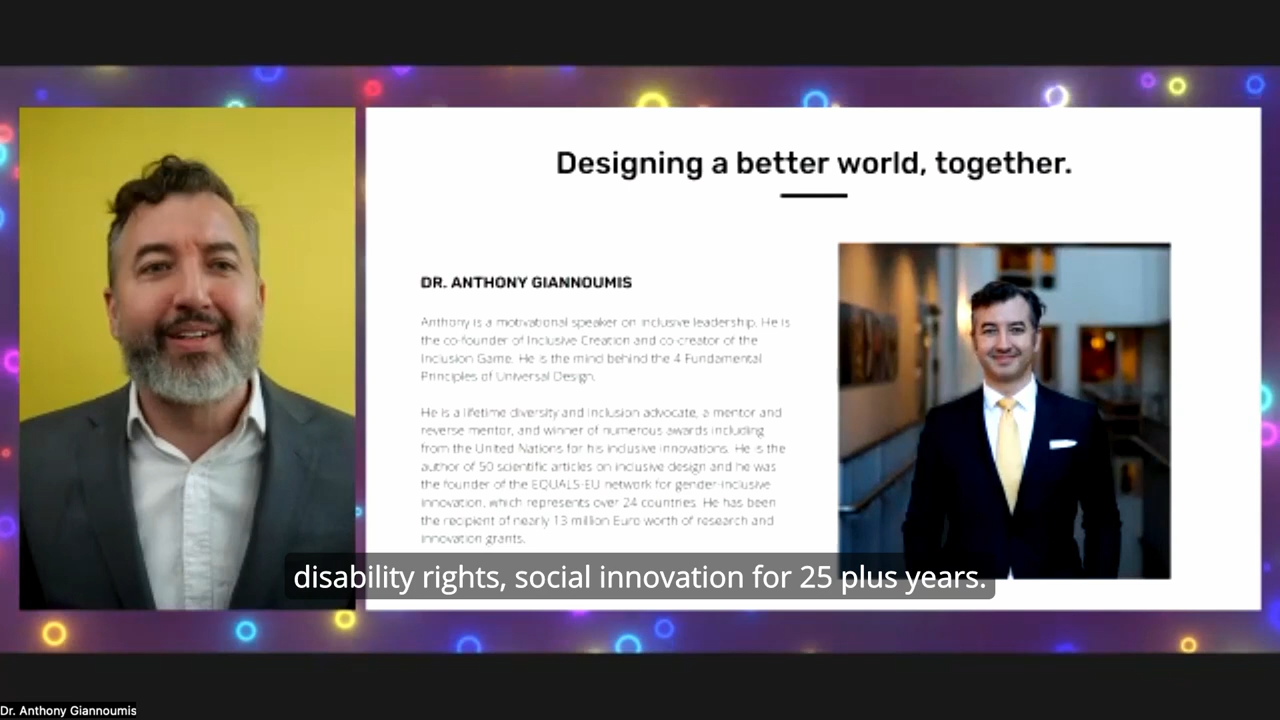 Designing a better world, together.
DR. ANTHONY GIANNOUMIS
Anthony is a motivational speaker on inclusive leadership. He is
the co-founder of Inclusive Creation and co-creator of the
Inclusion Game. He is the mind behind the 4 Fundamental
Principles of Universal Design.
He is a lifetime diversity and inclusion advocate, a mentor and
reverse mentor, and winner of numerous awards including
from the United Nations for his inclusive innovations. He is the
author of 50 scientific articles on inclusive design and he was
the founder of the EQUALS-EU network for gender-inclusive
innovation, which represents over 24 countries. He has been
the recipient of nearly 13 million Euro worth of research and
innovation grants.
disability rights, social innovation for 25 plus years.
Dr. Anthony Giannoumis